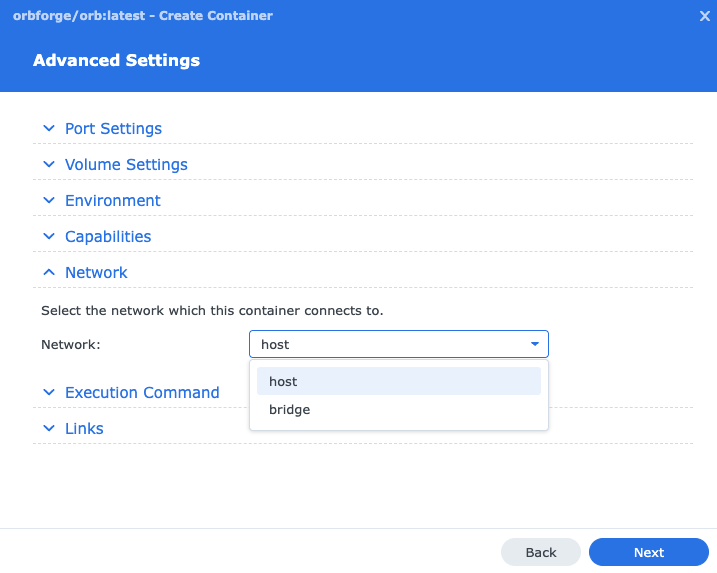 orbforge/orb:latest - Create Container
Advanced Settings
Port Settings
Volume Settings
Environment
Capabilities
Network
Select the network which this container connects to.
Network: host
host
bridge
Execution Command
Links
Back Next